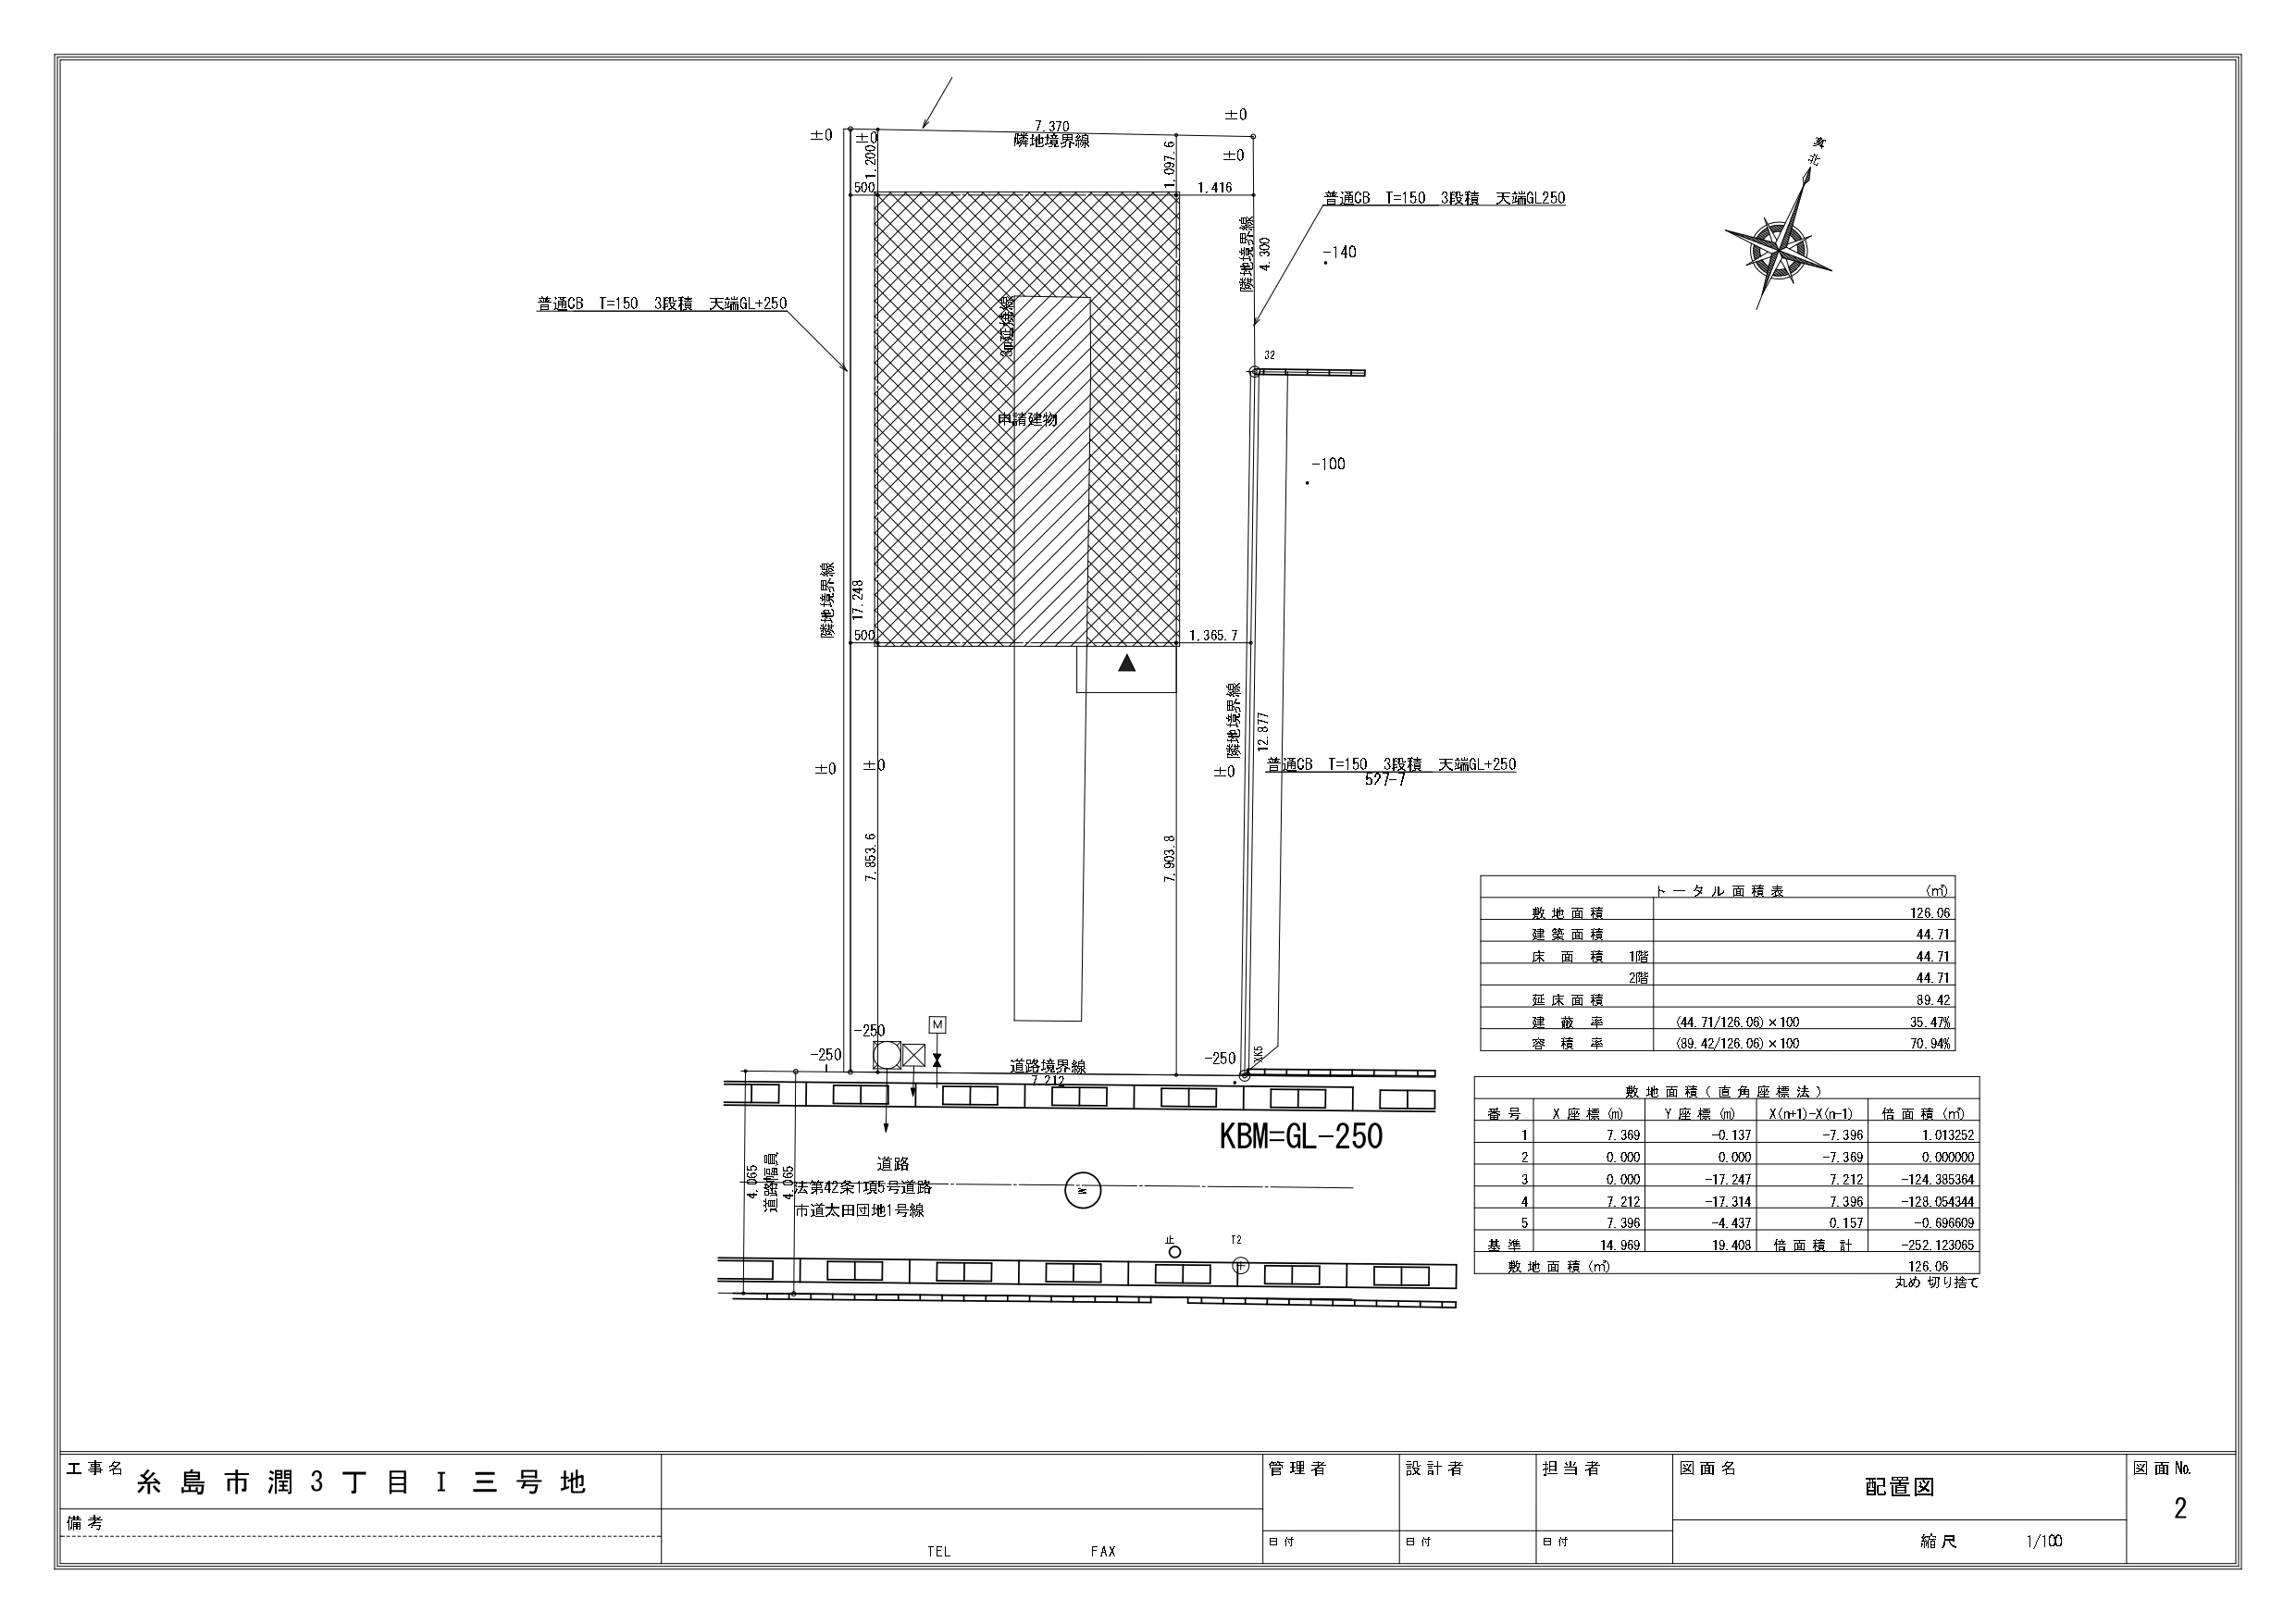 ±0
±0
±0
7.370
隣地境界線
±0
1.200
1.097.6
500
1.416
真
北
普通CB T=150 3段積 天端GL250
隣地境界線
4.300
-140
普通CB T=150 3段積 天端GL+250
32
申請建物
-100
隣地境界線
17.248
500
1.365.7
隣地境界線
12.877
±0
±0
±0
普通CB T=150 3段積 天端GL+250
527-7
7.853.6
7.903.8
-250
-250
M
道路境界線
7.212
-250
KK5
KBM=GL-250
4.065
道路幅員
4.065
道路
法第42条1項5号道路
市道太田団地1号線
止
T2
トータル面積表 (㎡)
敷地面積 126.06
建築面積 44.71
床面積 1階 44.71
2階 44.71
延床面積 89.42
建蔽率 (44.71/126.06)×100 35.47%
容積率 (89.42/126.06)×100 70.94%
敷地面積(直角座標法)
番号 X座標(m) Y座標(m) X(n+1)-X(n-1) 倍面積(㎡)
1 7.369 -0.137 -7.396 1.013252
2 0.000 0.000 -7.369 0.000000
3 0.000 -17.247 7.212 -124.385364
4 7.212 -17.314 7.396 -128.054344
5 7.396 -4.437 0.157 -0.696609
基準 14.969 19.408 倍面積計 -252.123065
敷地面積(㎡) 126.06
丸め 切り捨て
工事名 糸島市潤3丁目I三号地
備考
TEL FAX
管理者
日付
設計者
日付
担当者
日付
図面名
配置図
縮尺 1/100
図面No.
2